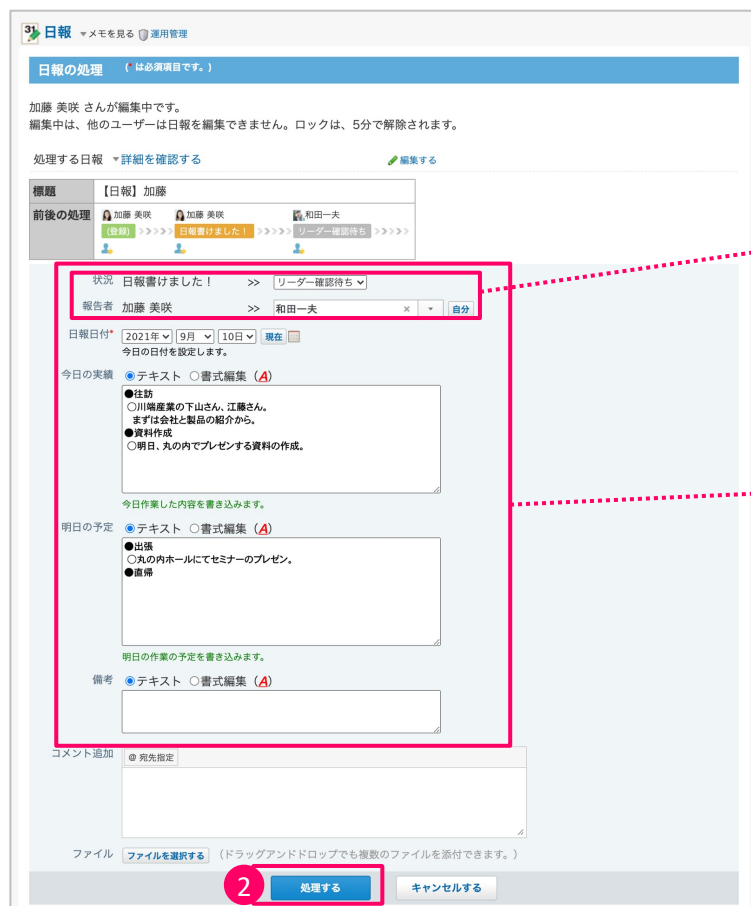 31 日報 ▼メモを見る 運用管理
日報の処理 (* は必須項目です。)
加藤 美咲 さんが編集中です。
編集中は、他のユーザーは日報を編集できません。ロックは、5分で解除されます。
処理する日報 ▼詳細を確認する 編集する
標題 【日報】加藤
前後の処理 加藤 美咲 加藤 美咲 和田一夫
(登録) >>>>> 日報書けました! >>>>> リーダー確認待ち >>>>>
状況 日報書けました! >> リーダー確認待ち
報告者 加藤 美咲 >> 和田一夫 × ▼ 自分
日報日付* 2021年 9月 10日 現在
今日の日付を設定します。
今日の実績 テキスト 書式編集 (A)
●往訪
○川端産業の下山さん、江藤さん。
まずは会社と製品の紹介から。
●資料作成
○明日、丸の内でプレゼンする資料の作成。
今日作業した内容を書き込みます。
明日の予定 テキスト 書式編集 (A)
●出張
○丸の内ホールにてセミナーのプレゼン。
●直帰
明日の作業の予定を書き込みます。
備考 テキスト 書式編集 (A)
コメント追加 @ 宛先指定
ファイル ファイルを選択する (ドラッグアンドドロップでも複数のファイルを添付できます。)
2 処理する キャンセルする